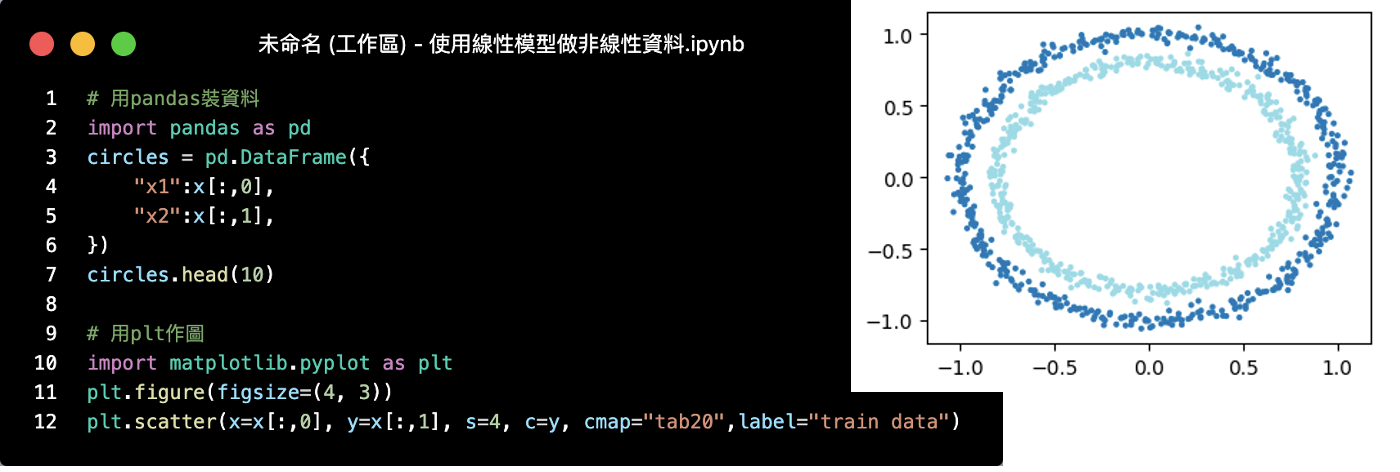 未命名 (工作區) - 使用線性模型做非線性資料.ipynb
1 # 用pandas裝資料
2 import pandas as pd
3 circles = pd.DataFrame({
4     "x1":x[:,0],
5     "x2":x[:,1],
6 })
7 circles.head(10)
8
9 # 用plt作圖
10 import matplotlib.pyplot as plt
11 plt.figure(figsize=(4, 3))
12 plt.scatter(x=x[:,0], y=x[:,1], s=4, c=y, cmap="tab20",label="train data")
1.0
0.5
0.0
−0.5
−1.0
−1.0 −0.5 0.0 0.5 1.0